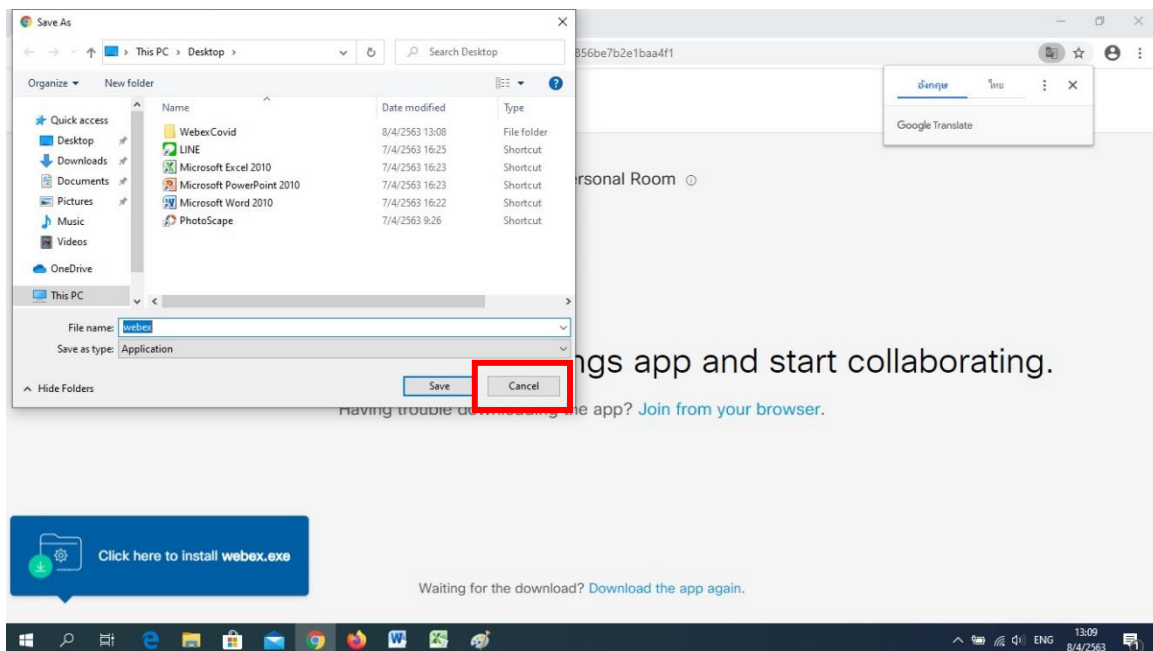 Save As
This PC › Desktop ›
Search Desktop
856be7b2e1baa4f1
Organize
New folder
Name
Date modified
Type
Quick access
Desktop
Downloads
Documents
Pictures
Music
Videos
OneDrive
This PC
WebexCovid 8/4/2563 13:08 File folder
LINE 7/4/2563 16:25 Shortcut
Microsoft Excel 2010 7/4/2563 16:23 Shortcut
Microsoft PowerPoint 2010 7/4/2563 16:23 Shortcut
Microsoft Word 2010 7/4/2563 16:22 Shortcut
PhotoScape 7/4/2563 9:26 Shortcut
File name: webex
Save as type: Application
Hide Folders
Save
Cancel
อังกฤษ ไทย
Google Translate
ersonal Room
ngs app and start collaborating.
Having trouble downloading the app? Join from your browser.
Click here to install webex.exe
Waiting for the download? Download the app again.
ENG
13:09
8/4/2563